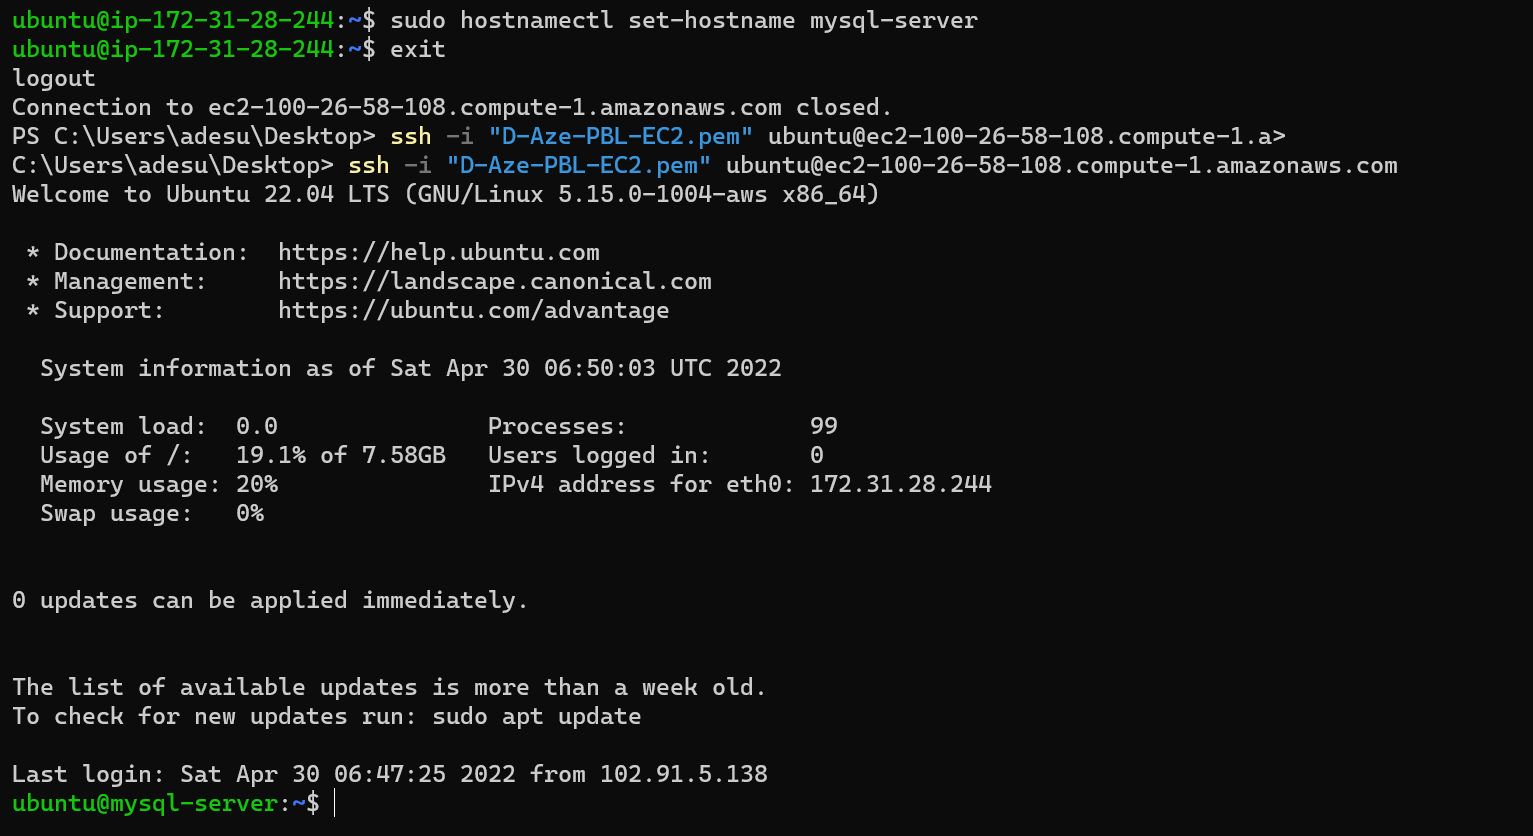 ubuntu@ip-172-31-28-244:~$ sudo hostnamectl set-hostname mysql-server
ubuntu@ip-172-31-28-244:~$ exit
logout
Connection to ec2-100-26-58-108.compute-1.amazonaws.com closed.
PS C:\Users\adesu\Desktop> ssh -i "D-Aze-PBL-EC2.pem" ubuntu@ec2-100-26-58-108.compute-1.a>
C:\Users\adesu\Desktop> ssh -i "D-Aze-PBL-EC2.pem" ubuntu@ec2-100-26-58-108.compute-1.amazonaws.com
Welcome to Ubuntu 22.04 LTS (GNU/Linux 5.15.0-1004-aws x86_64)

 * Documentation:  https://help.ubuntu.com
 * Management:     https://landscape.canonical.com
 * Support:        https://ubuntu.com/advantage

  System information as of Sat Apr 30 06:50:03 UTC 2022

  System load:  0.0               Processes:             99
  Usage of /:   19.1% of 7.58GB   Users logged in:       0
  Memory usage: 20%               IPv4 address for eth0: 172.31.28.244
  Swap usage:   0%


0 updates can be applied immediately.


The list of available updates is more than a week old.
To check for new updates run: sudo apt update

Last login: Sat Apr 30 06:47:25 2022 from 102.91.5.138
ubuntu@mysql-server:~$